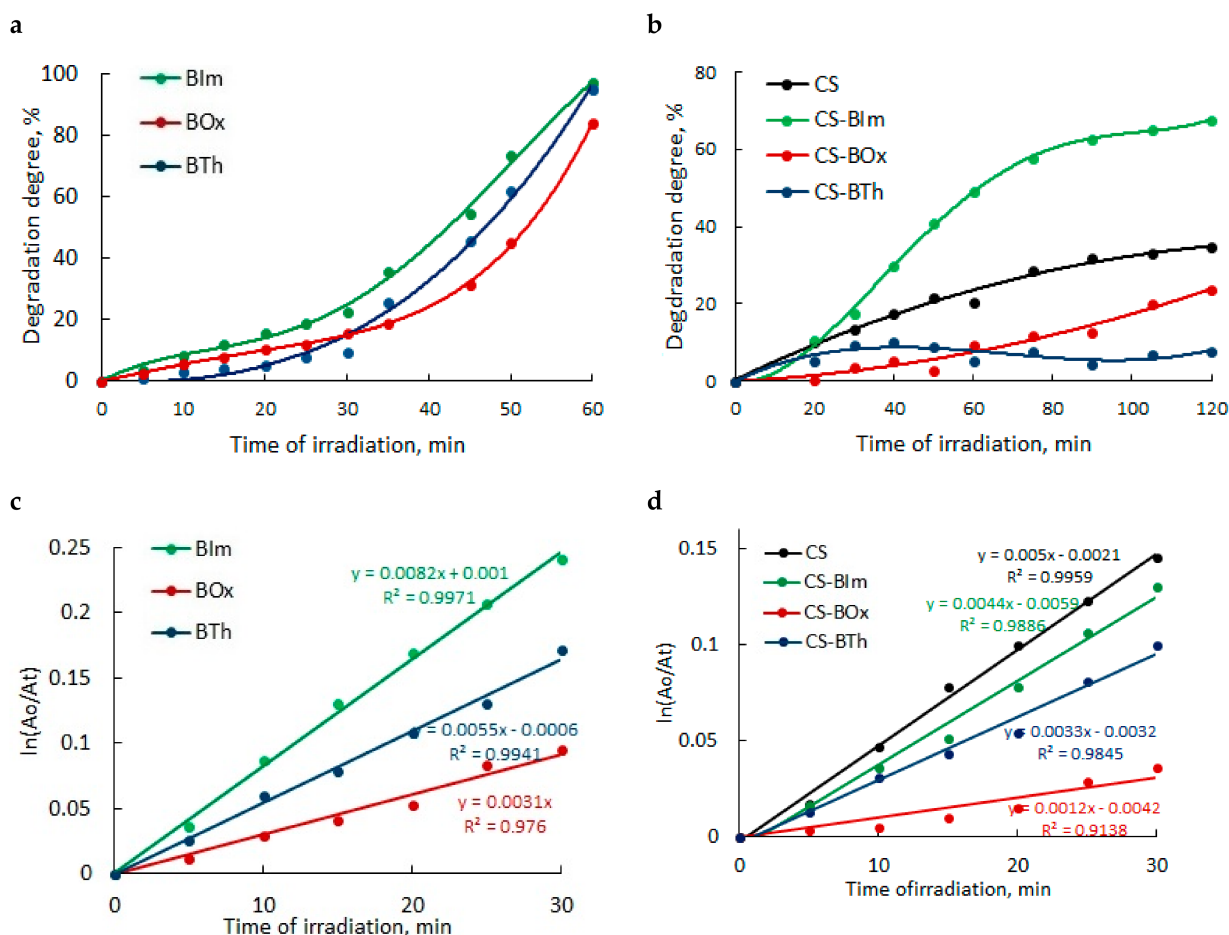 a
BIm
BOx
BTh
Degradation degree, %
100
80
60
40
20
0
0 10 20 30 40 50 60
Time of irradiation, min
b
CS
CS-BIm
CS-BOx
CS-BTh
Degdradation degree, %
80
60
40
20
0
0 20 40 60 80 100 120
Time of irradiation, min
c
BIm
BOx
BTh
ln(Ao/At)
0.25
0.2
0.15
0.1
0.05
0
y = 0.0082x + 0.001
R² = 0.9971
= 0.0055x - 0.0006
R² = 0.9941
y = 0.0031x
R² = 0.976
0 10 20 30
Time of irradiation, min
d
CS
CS-BIm
CS-BOx
CS-BTh
ln(Ao/At)
0.15
0.1
0.05
0
y = 0.005x - 0.0021
R² = 0.9959
y = 0.0044x - 0.0059
R² = 0.9886
y = 0.0033x - 0.0032
R² = 0.9845
y = 0.0012x - 0.0042
R² = 0.9138
0 10 20 30
Time ofirradiation, min